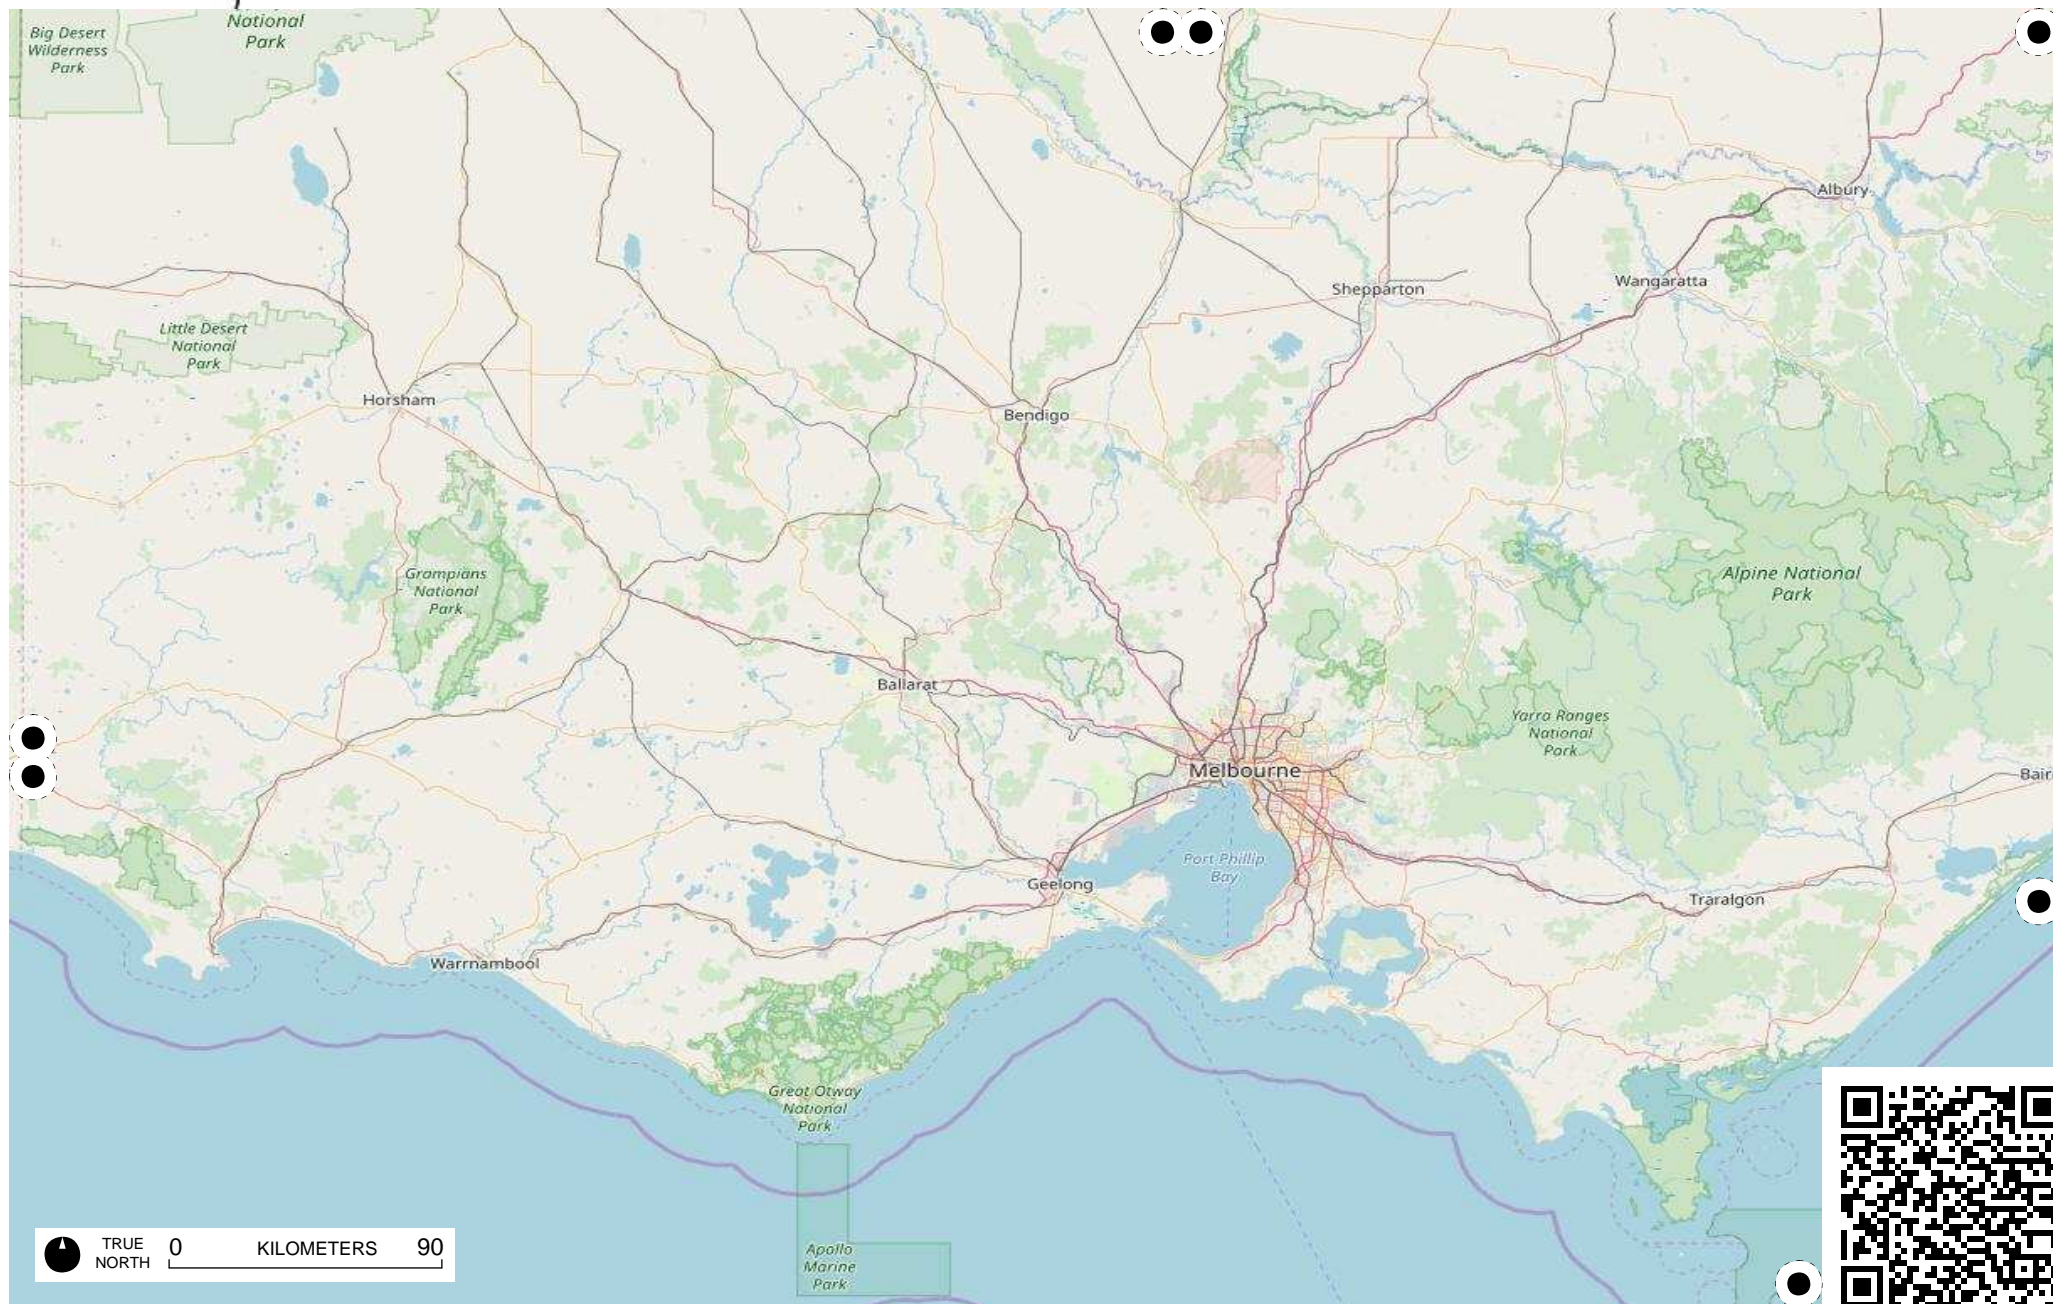 Big Desert
Wilderness
Park
National
Park
Albury
Wangaratta
Shepparton
Little Desert
National
Park
Horsham
Bendigo
Grampians
National
Park
Alpine National
Park
Ballarat
Yarra Ranges
National
Park
Melbourne
Bair
Port Phillip
Bay
Geelong
Traralgon
Warrnambool
Great Otway
National
Park
Apollo
Marine
Park
TRUE
NORTH
0 KILOMETERS 90